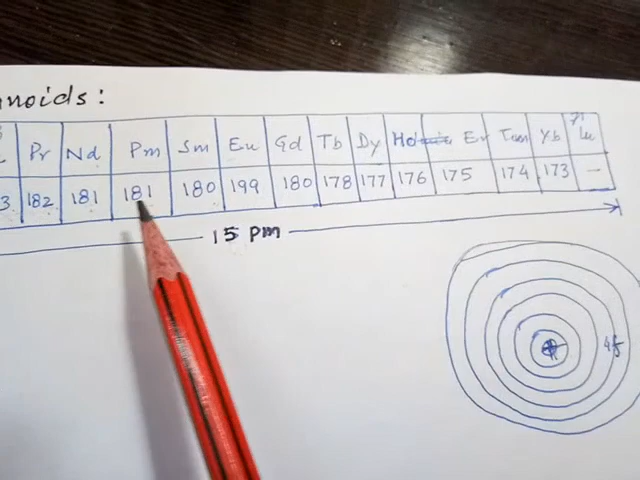 noids:
Pr Nd Pm Sm Eu Gd Tb Dy Ho Er Tm Yb Lu
3 182 181 181 180 199 180 178 177 176 175 174 173 —
15 pm
4f